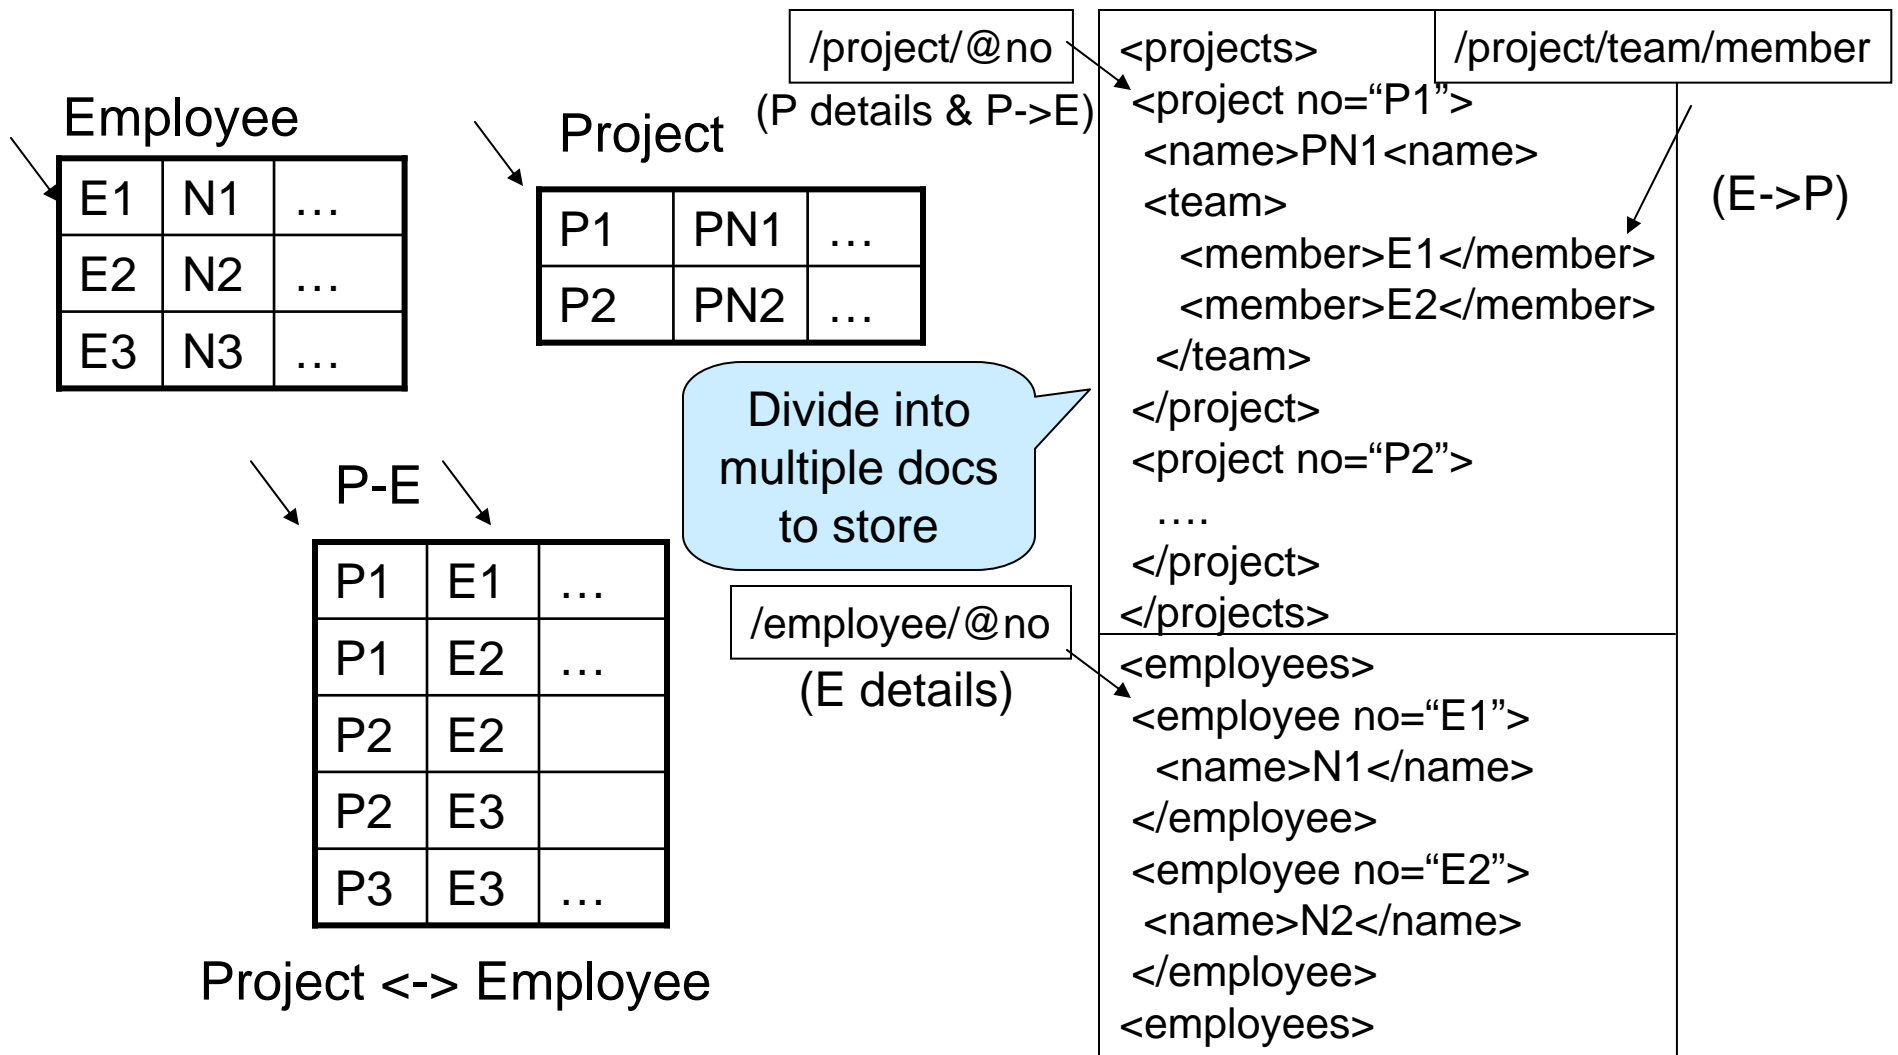 Employee
E1 N1 …
E2 N2 …
E3 N3 …
Project
P1 PN1 …
P2 PN2 …
P-E
P1 E1 …
P1 E2 …
P2 E2
P2 E3
P3 E3 …
Project <-> Employee
Divide into
multiple docs
to store
/project/@no
(P details & P->E)
/employee/@no
(E details)
/project/team/member
(E->P)
<projects>
<project no=“P1”>
<name>PN1<name>
<team>
<member>E1</member>
<member>E2</member>
</team>
</project>
<project no=“P2”>
….
</project>
</projects>
<employees>
<employee no=“E1”>
<name>N1</name>
</employee>
<employee no=“E2”>
<name>N2</name>
</employee>
<employees>